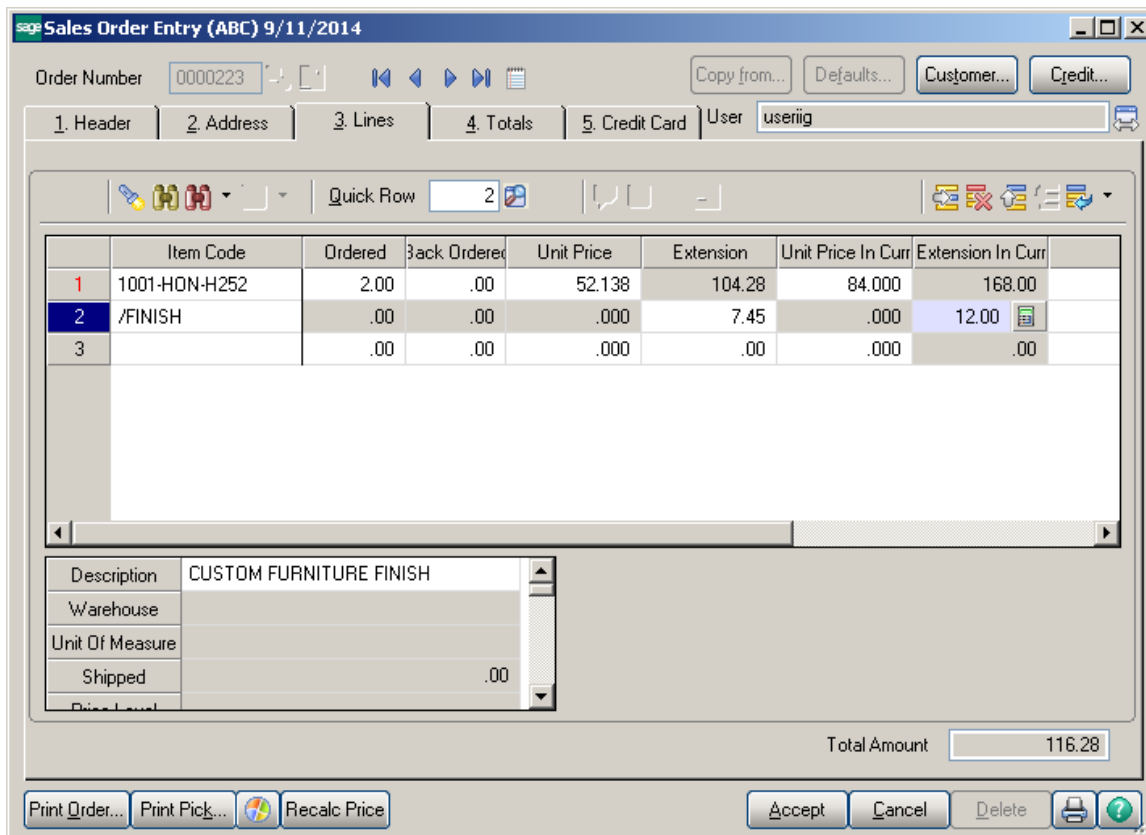 sage Sales Order Entry (ABC) 9/11/2014
Order Number 0000223 Copy from... Defaults... Customer... Credit...
1. Header 2. Address 3. Lines 4. Totals 5. Credit Card User useriig
Quick Row 2
Item Code Ordered Back Ordered Unit Price Extension Unit Price In Curr Extension In Curr
1 1001-HON-H252 2.00 .00 52.138 104.28 84.000 168.00
2 /FINISH .00 .00 .000 7.45 .000 12.00
3 .00 .00 .000 .00 .000 .00
Description CUSTOM FURNITURE FINISH
Warehouse
Unit Of Measure
Shipped .00
Price Level
Total Amount 116.28
Print Order... Print Pick... Recalc Price Accept Cancel Delete